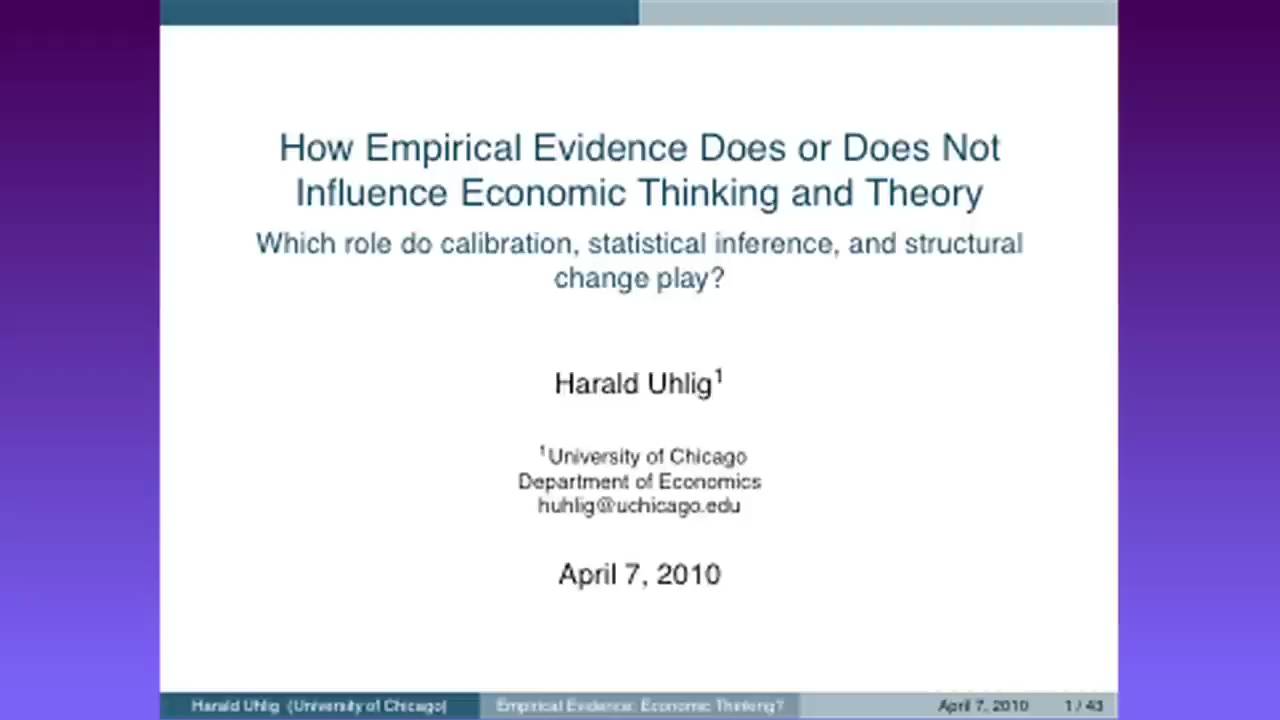 How Empirical Evidence Does or Does Not
Influence Economic Thinking and Theory
Which role do calibration, statistical inference, and structural
change play?
Harald Uhlig¹
¹University of Chicago
Department of Economics
huhlig@uchicago.edu
April 7, 2010
Harald Uhlig (University of Chicago) Empirical Evidence: Economic Thinking? April 7, 2010 1 / 43